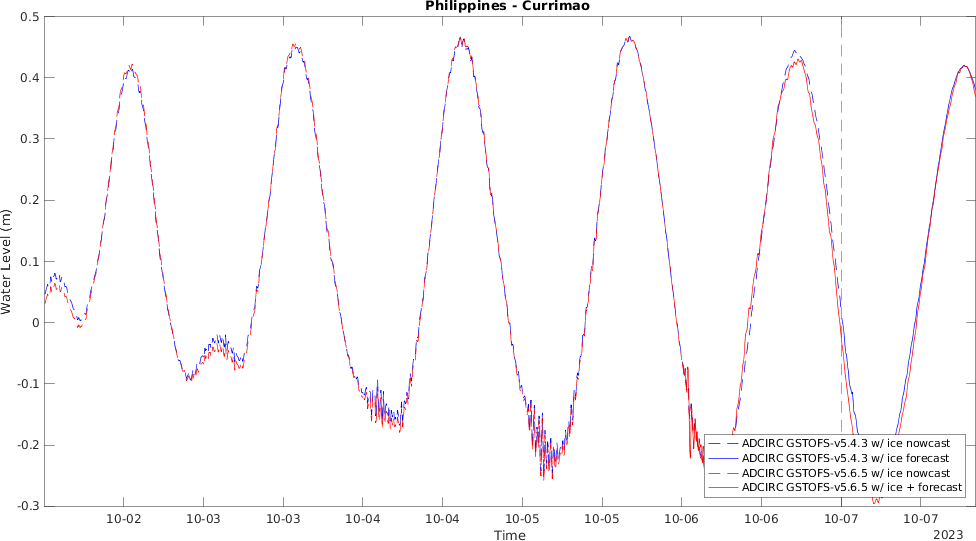 Philippines - Currimao
0.5
0.4
0.3
0.2
0.1
0
-0.1
-0.2
-0.3
Water Level (m)
ADCIRC GSTOFS-v5.4.3 w/ ice nowcast
ADCIRC GSTOFS-v5.4.3 w/ ice forecast
ADCIRC GSTOFS-v5.6.5 w/ ice nowcast
ADCIRC GSTOFS-v5.6.5 w/ ice + forecast
10-02 10-03 10-03 10-04 10-04 10-05 10-05 10-06 10-06 10-07 10-07
Time
2023